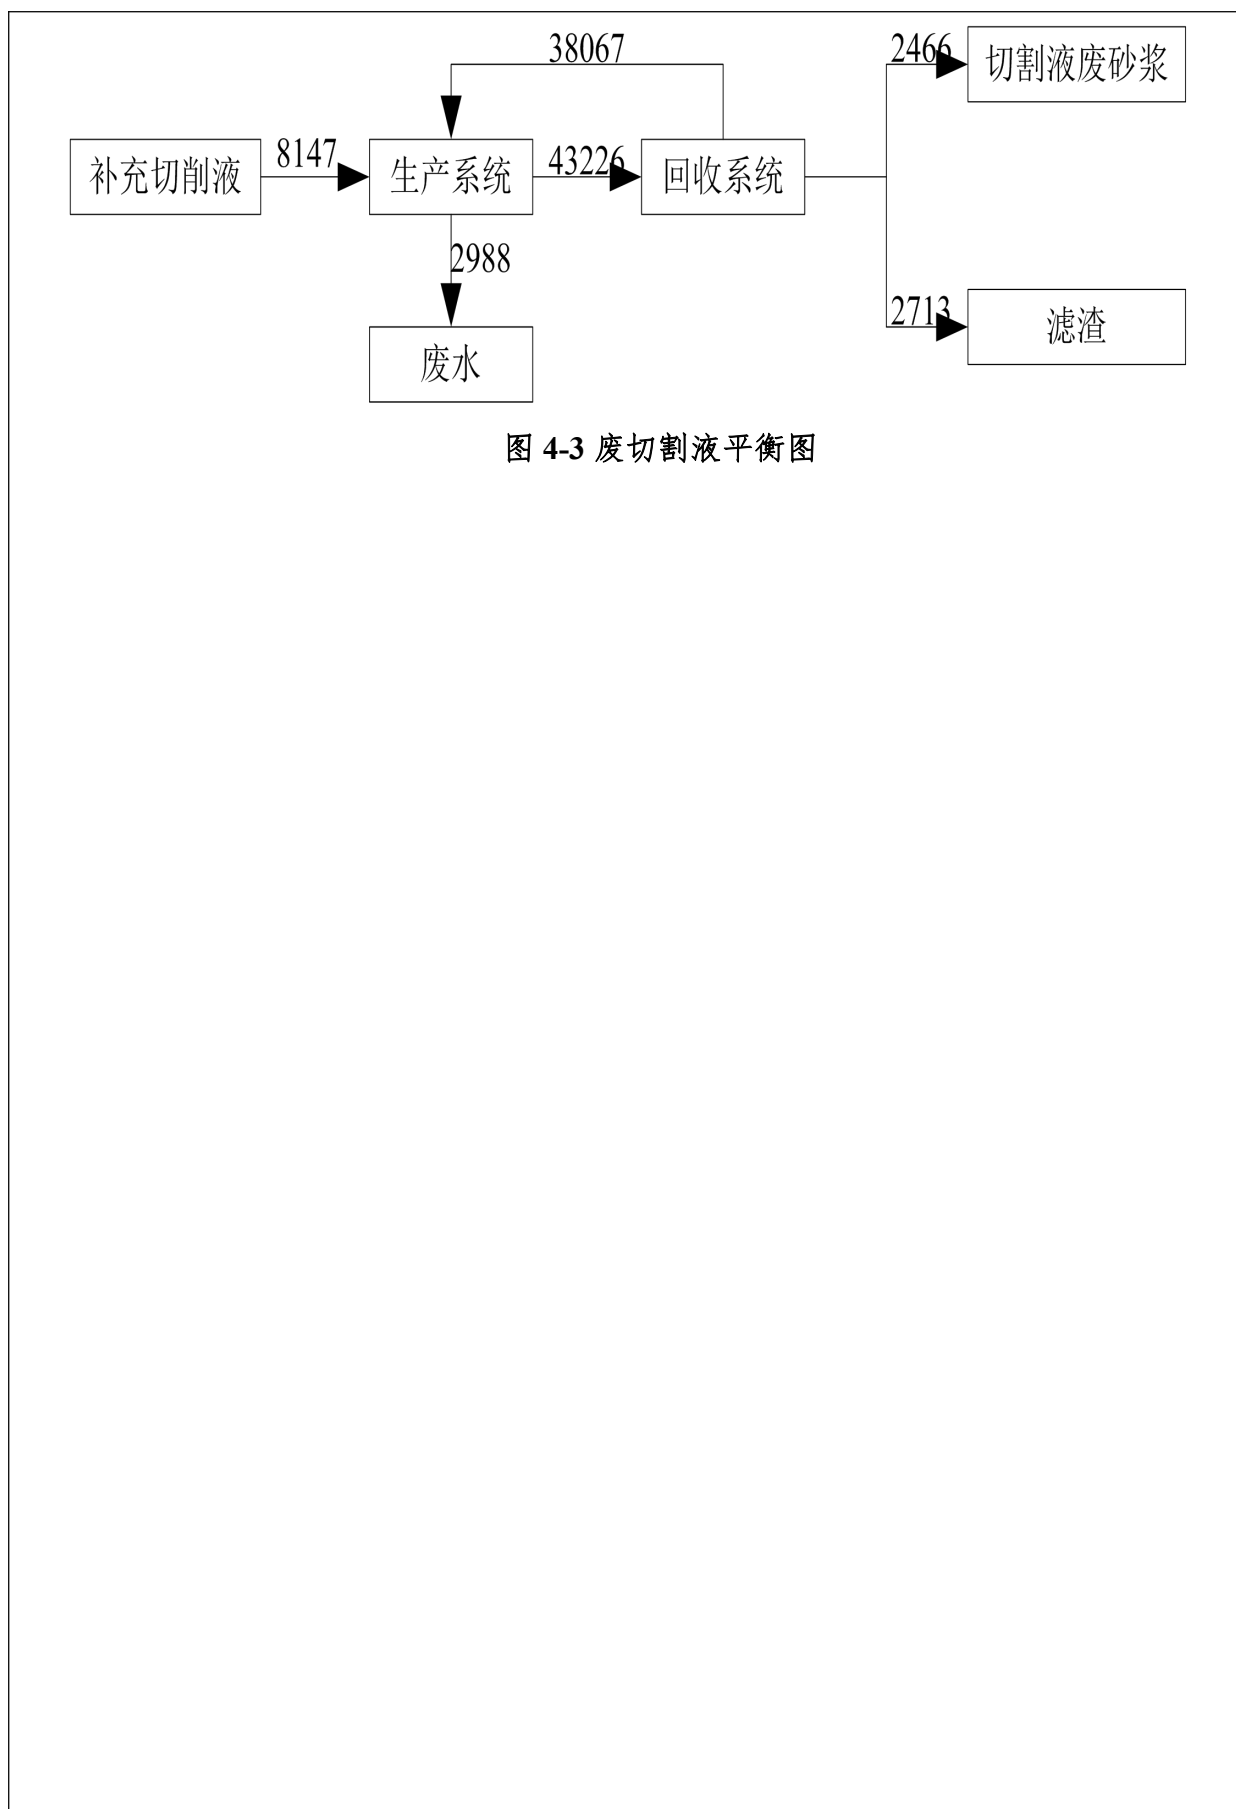 38067
2466
切割液废砂浆
补充切削液
8147
生产系统
43226
回收系统
2988
2713
滤渣
废水
图 4-3 废切割液平衡图